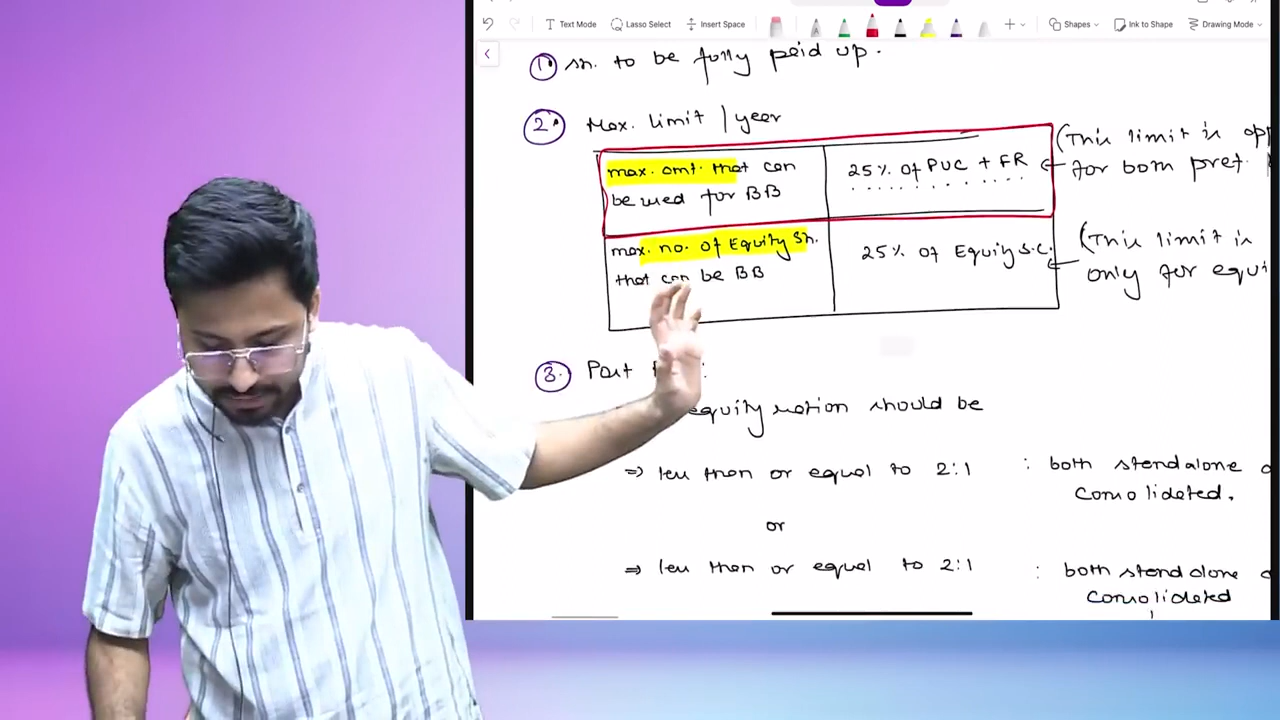 Text Mode Lasso Select Insert Space Shapes Ink to Shape Drawing Mode
① sh. to be fully paid up.
② Max. limit / year
max. amt. that can
be used for BB
25% of PUC + FR
(This limit is
for both pref.
max. no. of Equity Sh.
that can be BB
25% of Equity S.C.
(This limit is
only for
③ Post
equity ration should be
⇒ less than or equal to 2:1 : both standalone
Consolidated.
or
⇒ less than or equal to 2:1 : both standalone
Consolidated